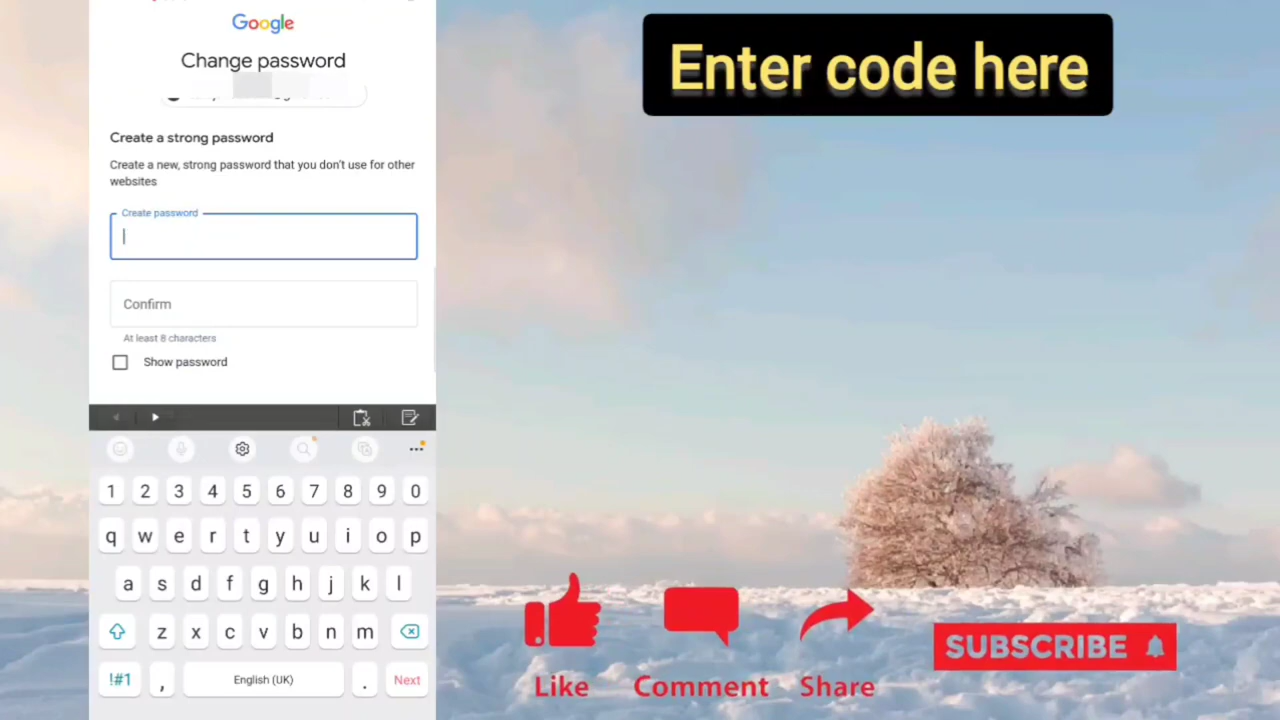 Google
Change password
Create a strong password
Create a new, strong password that you don't use for other
websites
Create password
Confirm
At least 8 characters
Show password
1 2 3 4 5 6 7 8 9 0
q w e r t y u i o p
a s d f g h j k l
z x c v b n m
!#1 , English (UK) . Next
Enter code here
Like Comment Share
SUBSCRIBE